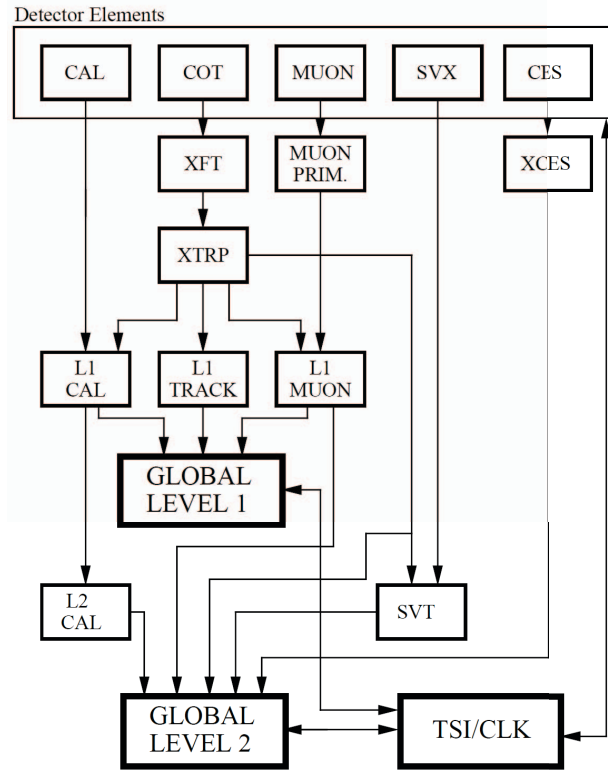 Detector Elements
CAL
COT
MUON
SVX
CES
XFT
MUON
PRIM.
XCES
XTRP
L1
CAL
L1
TRACK
L1
MUON
GLOBAL
LEVEL 1
L2
CAL
SVT
GLOBAL
LEVEL 2
TSI/CLK